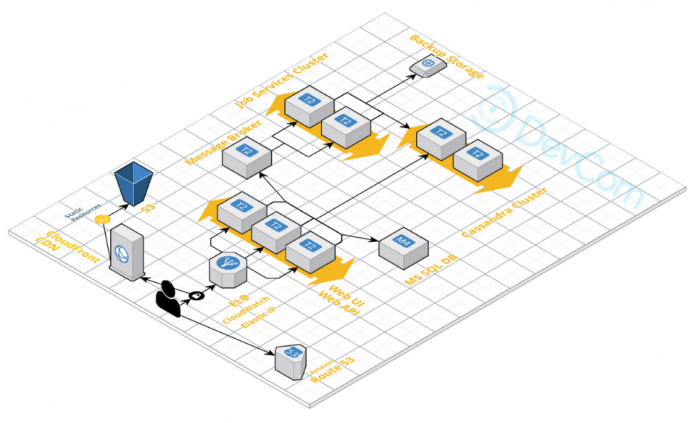 Backup Storage
Job Services Cluster
T2
T2
DevCom
Message Broker
T2
T2
T2
Cassandra Cluster
Static
Resources
S3
CloudFront
CDN
T2
T2
T2
M4
MS SQL DB
Web UI
Web API
ELB
CloudWatch
Elastic IP
Amazon
Route 53